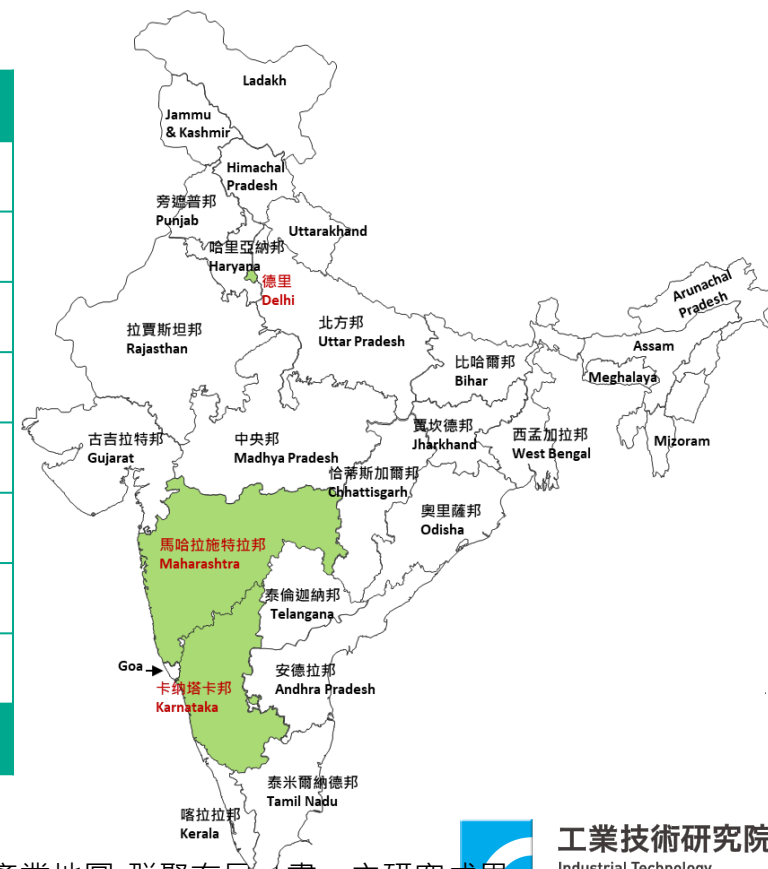 Ladakh
Jammu
& Kashmir
Himachal
Pradesh
旁遮普邦
Punjab
Uttarakhand
哈里亞納邦
Haryana
德里
Delhi
Arunachal
Pradesh
拉賈斯坦邦
Rajasthan
北方邦
Uttar Pradesh
Assam
比哈爾邦
Bihar
Meghalaya
古吉拉特邦
Gujarat
中央邦
Madhya Pradesh
賈坎德邦
Jharkhand
西孟加拉邦
West Bengal
Mizoram
恰蒂斯加爾邦
Chhattisgarh
奧里薩邦
Odisha
馬哈拉施特拉邦
Maharashtra
泰倫迦納邦
Telangana
Goa
卡纳塔卡邦
Karnataka
安德拉邦
Andhra Pradesh
泰米爾納德邦
Tamil Nadu
喀拉拉邦
Kerala
工業技術研究院
Industrial Technology